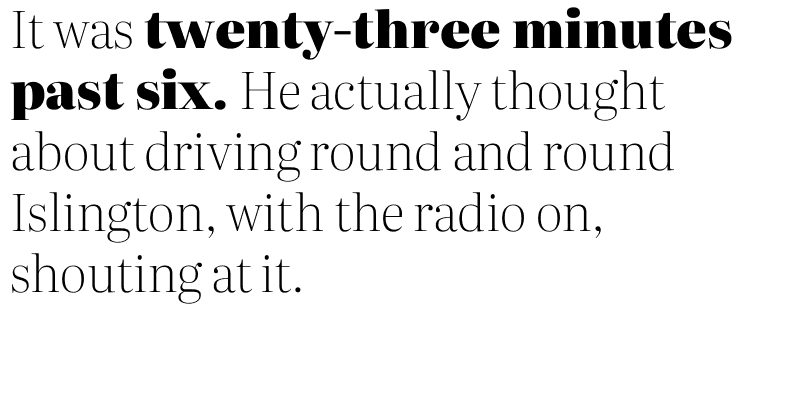 It was twenty-three minutes
past six. He actually thought
about driving round and round
Islington, with the radio on,
shouting at it.